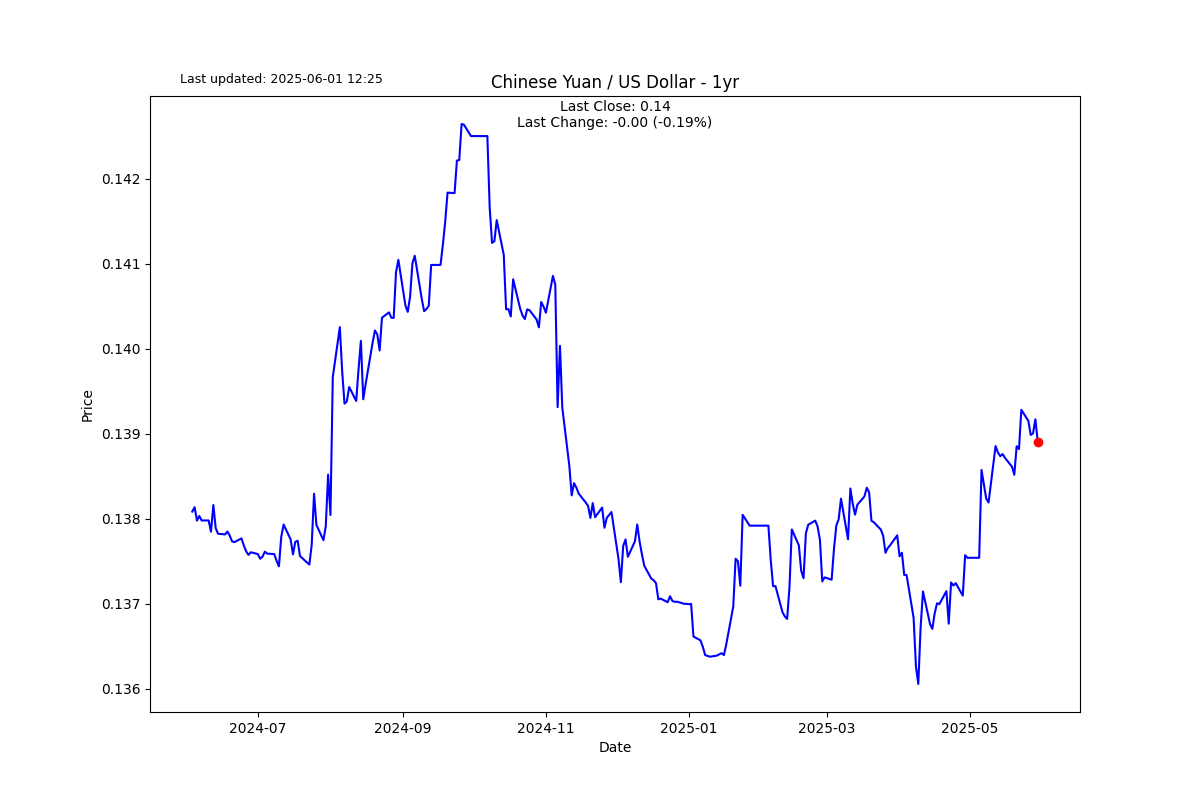 Last updated: 2025-06-01 12:25
Chinese Yuan / US Dollar - 1yr
Last Close: 0.14
Last Change: -0.00 (-0.19%)
Price
0.142
0.141
0.140
0.139
0.138
0.137
0.136
2024-07
2024-09
2024-11
2025-01
2025-03
2025-05
Date